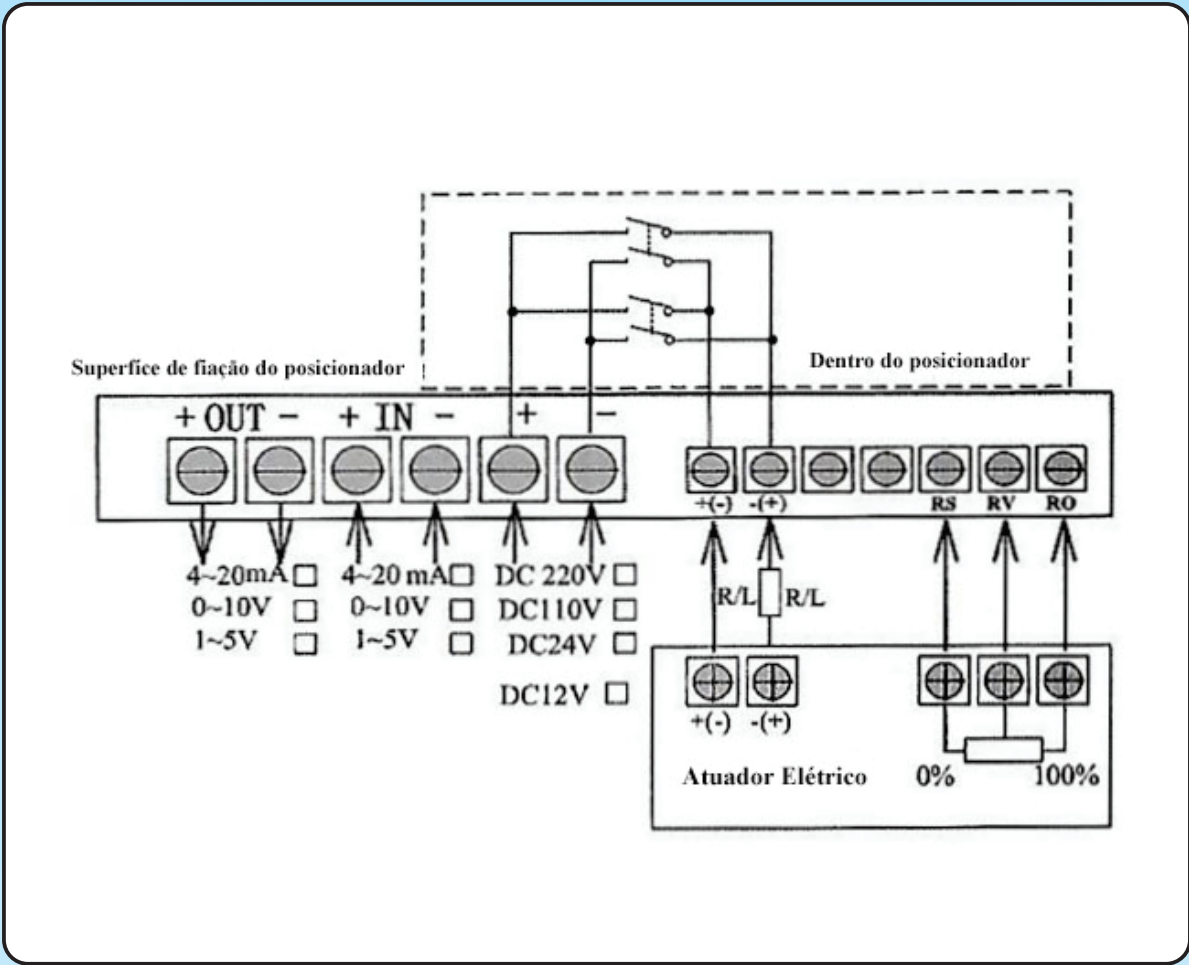 Superfice de fiação do posicionador
Dentro do posicionador
+ OUT − + IN − + −
+(-) -(+) RS RV RO
4~20mA 4~20 mA DC 220V
0~10V 0~10V DC110V
1~5V 1~5V DC24V
DC12V
R/L R/L
+(-) -(+)
Atuador Elétrico 0% 100%